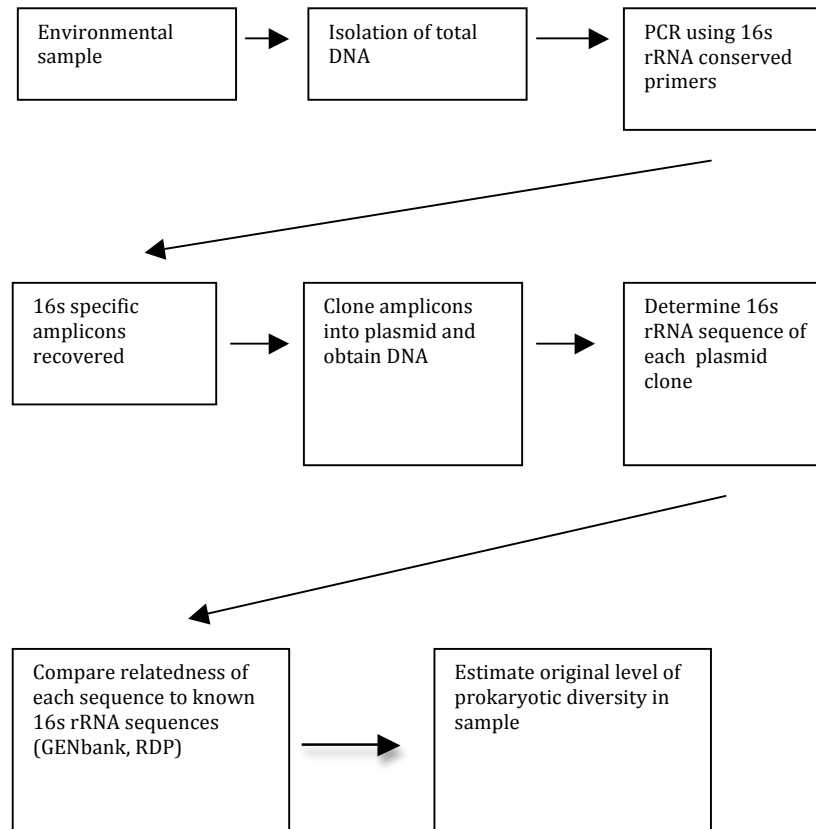 Environmental
sample
Isolation of total
DNA
PCR using 16s
rRNA conserved
primers
16s specific
amplicons
recovered
Clone amplicons
into plasmid and
obtain DNA
Determine 16s
rRNA sequence of
each plasmid
clone
Compare relatedness of
each sequence to known
16s rRNA sequences
(GENbank, RDP)
Estimate original level of
prokaryotic diversity in
sample